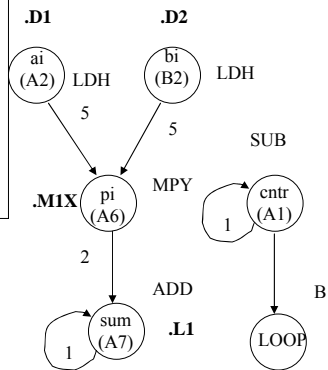 .D1 .D2
ai bi
(A2) LDH (B2) LDH
5 5
SUB
pi MPY cntr
.M1X (A6) (A1)
1
2
ADD B
sum LOOP
(A7) .L1
1